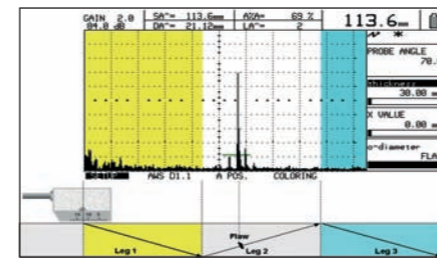 GAIN 2.0
84.0 dB
SA^= 113.6mm
DA^= 21.12mm
A%A= 69 %
LA^= 2
113.6mm
PROBE ANGLE
70.
thickness
30.00
X VALUE
0.00
o-diameter
FLA
AWS D1.1
A POS.
COLORING
Flaw
Leg 1
Leg 2
Leg 3